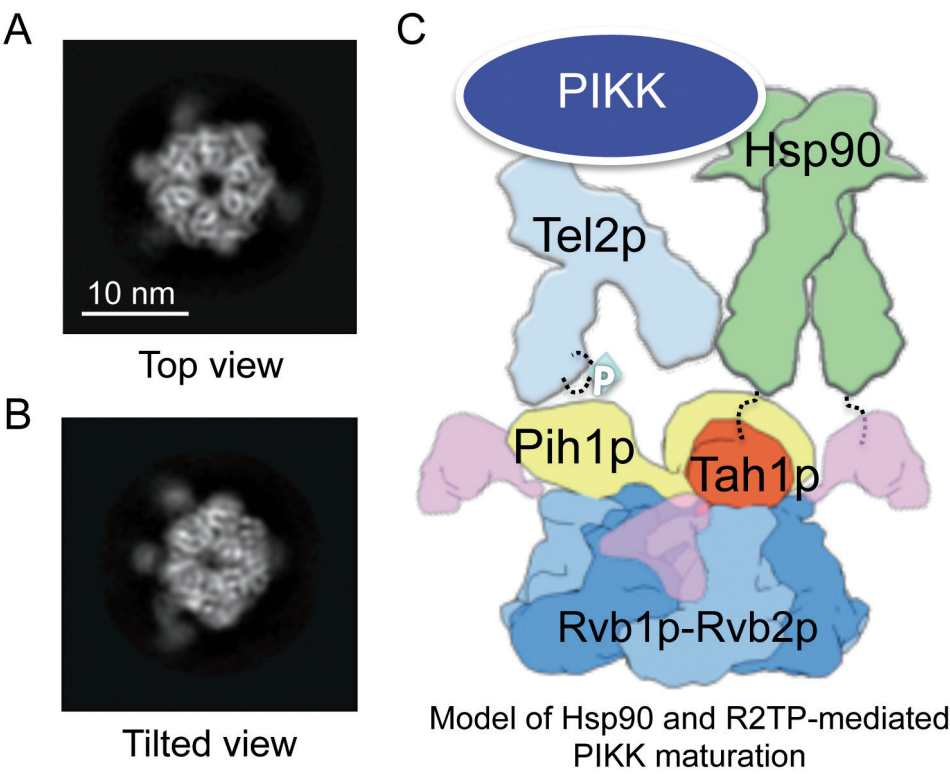 A
10 nm
Top view
B
Tilted view
C
PIKK
Hsp90
Tel2p
P
Pih1p
Tah1p
Rvb1p-Rvb2p
Model of Hsp90 and R2TP-mediated
PIKK maturation